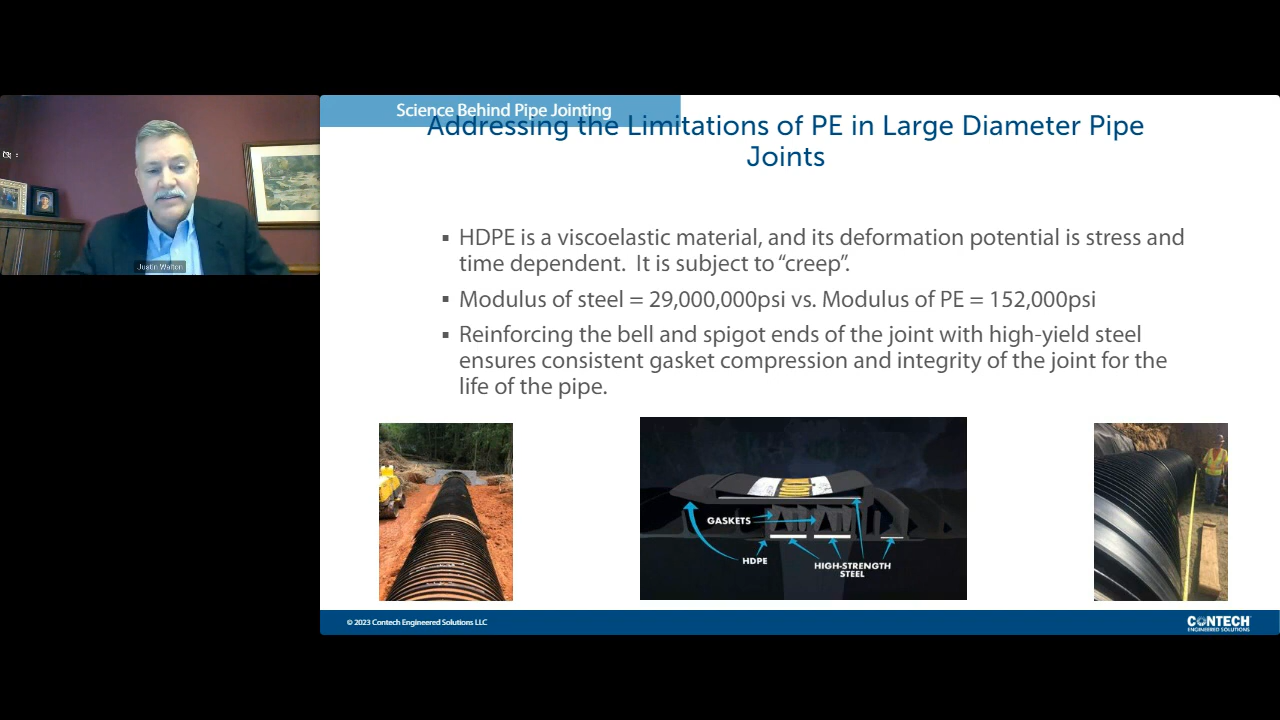 Science Behind Pipe Jointing
Addressing the Limitations of PE in Large Diameter Pipe
Joints
▪ HDPE is a viscoelastic material, and its deformation potential is stress and
time dependent.  It is subject to “creep”.
▪ Modulus of steel = 29,000,000psi vs. Modulus of PE = 152,000psi
▪ Reinforcing the bell and spigot ends of the joint with high-yield steel
ensures consistent gasket compression and integrity of the joint for the
life of the pipe.
Justin Walton
GASKETS
HDPE
HIGH-STRENGTH
STEEL
© 2023 Contech Engineered Solutions LLC
CONTECH
ENGINEERED SOLUTIONS